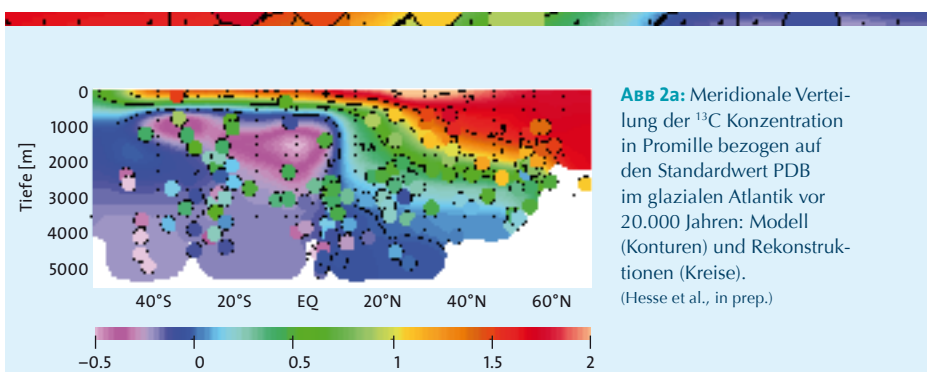 0
1000
2000
3000
4000
5000
Tiefe [m]
40°S 20°S EQ 20°N 40°N 60°N
−0.5 0 0.5 1 1.5 2
ABB 2a: Meridionale Vertei-
lung der ¹³C Konzentration
in Promille bezogen auf
den Standardwert PDB
im glazialen Atlantik vor
20.000 Jahren: Modell
(Konturen) und Rekonstruk-
tionen (Kreise).
(Hesse et al., in prep.)